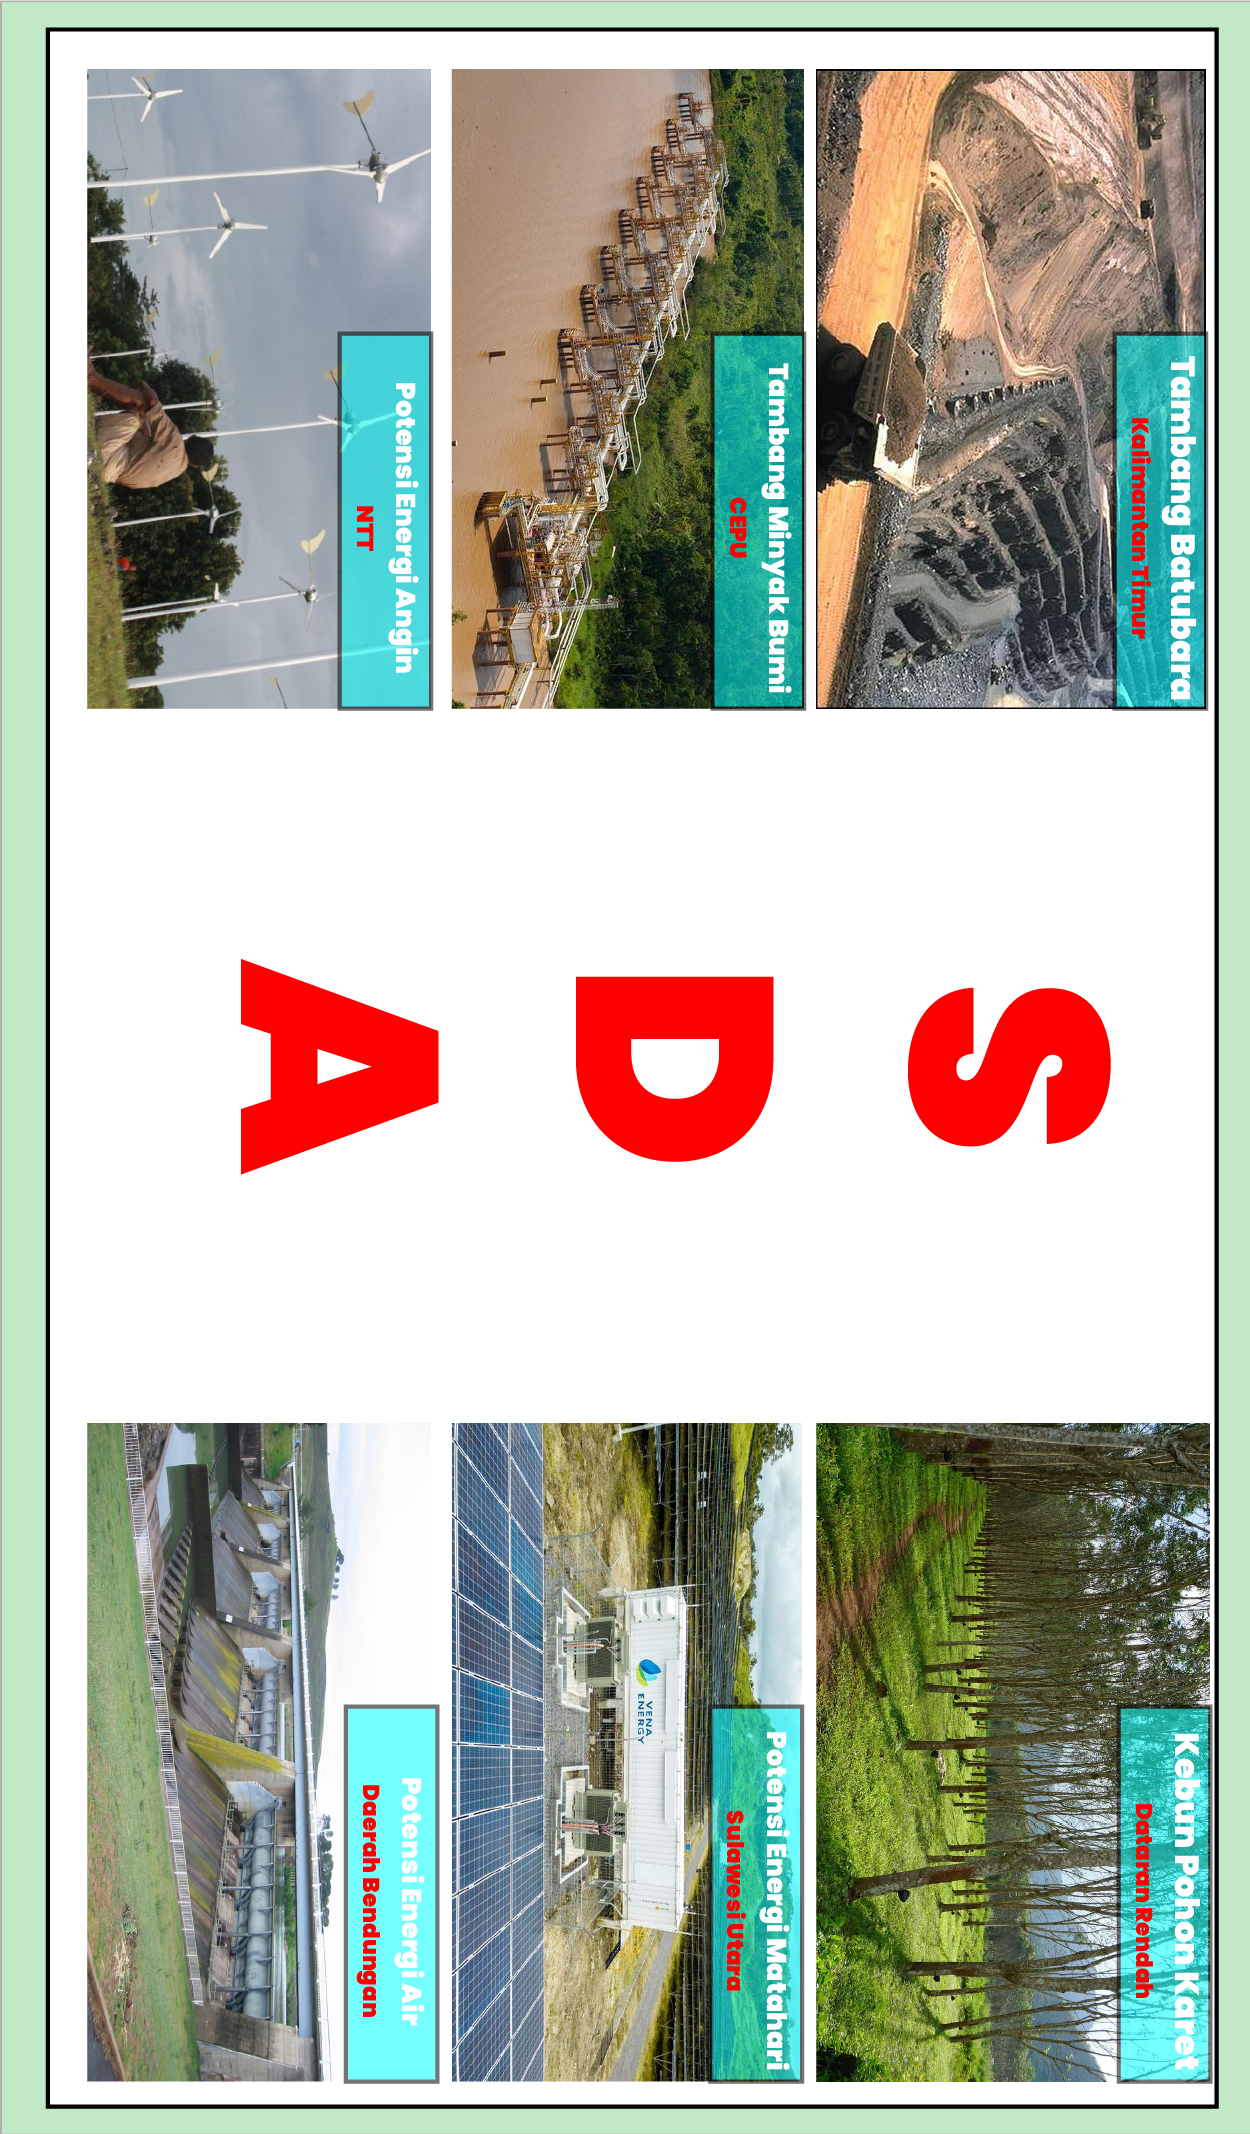 Tambang Batubara
Kalimantan Timur
S
Kebun Pohon Karet
Dataran Rendah
Tambang Minyak Bumi
CEPU
D
Potensi Energi Matahari
Sulawesi Utara
VENA
ENERGY
Potensi Energi Angin
NTT
A
Potensi Energi Air
Daerah Bendungan